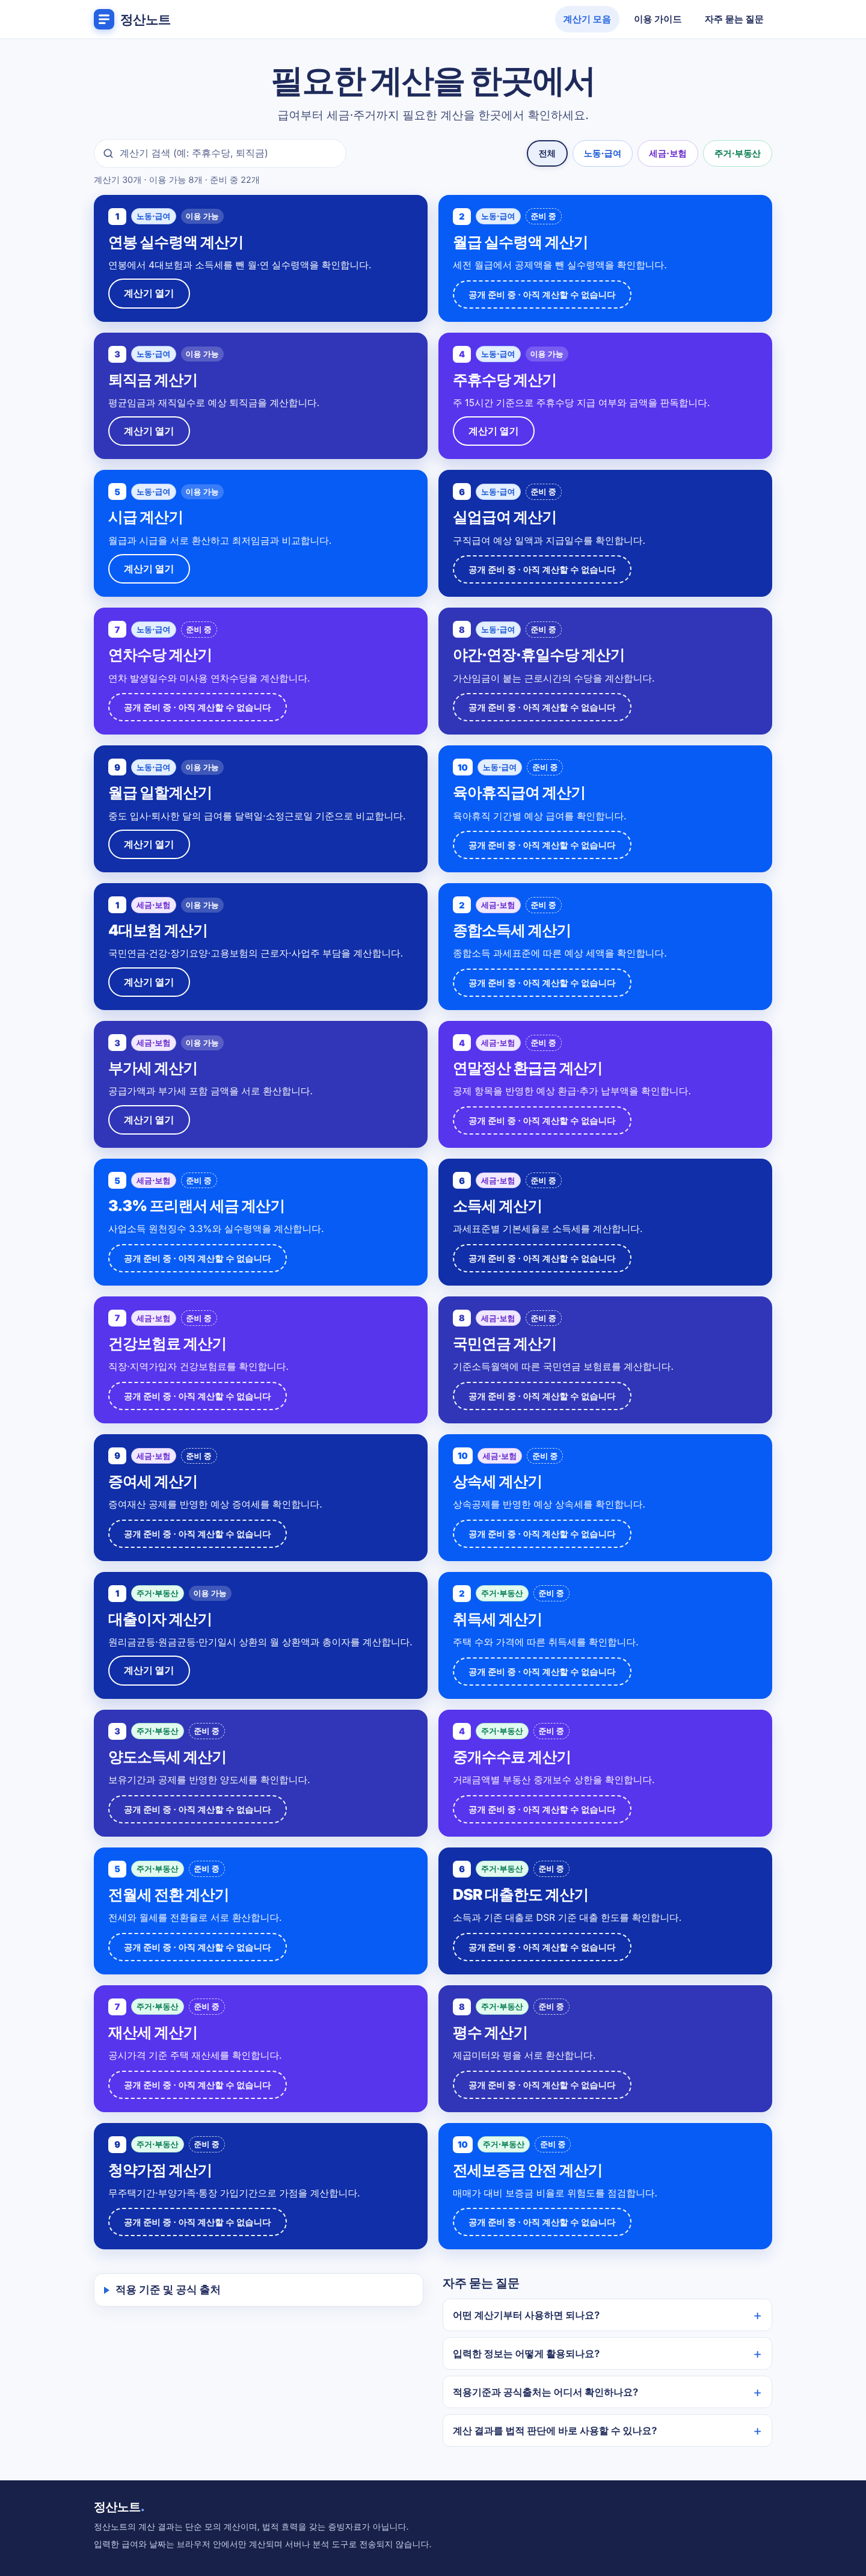 정산노트
계산기 모음
이용 가이드
자주 묻는 질문
필요한 계산을 한곳에서
급여부터 세금·주거까지 필요한 계산을 한곳에서 확인하세요.
계산기 검색 (예: 주휴수당, 퇴직금)
전체
노동·급여
세금·보험
주거·부동산
계산기 30개 · 이용 가능 8개 · 준비 중 22개
1 노동·급여 이용 가능
연봉 실수령액 계산기
연봉에서 4대보험과 소득세를 뺀 월·연 실수령액을 확인합니다.
계산기 열기
2 노동·급여 준비 중
월급 실수령액 계산기
세전 월급에서 공제액을 뺀 실수령액을 확인합니다.
공개 준비 중 · 아직 계산할 수 없습니다
3 노동·급여 이용 가능
퇴직금 계산기
평균임금과 재직일수로 예상 퇴직금을 계산합니다.
계산기 열기
4 노동·급여 이용 가능
주휴수당 계산기
주 15시간 기준으로 주휴수당 지급 여부와 금액을 판독합니다.
계산기 열기
5 노동·급여 이용 가능
시급 계산기
월급과 시급을 서로 환산하고 최저임금과 비교합니다.
계산기 열기
6 노동·급여 준비 중
실업급여 계산기
구직급여 예상 일액과 지급일수를 확인합니다.
공개 준비 중 · 아직 계산할 수 없습니다
7 노동·급여 준비 중
연차수당 계산기
연차 발생일수와 미사용 연차수당을 계산합니다.
공개 준비 중 · 아직 계산할 수 없습니다
8 노동·급여 준비 중
야간·연장·휴일수당 계산기
가산임금이 붙는 근로시간의 수당을 계산합니다.
공개 준비 중 · 아직 계산할 수 없습니다
9 노동·급여 이용 가능
월급 일할계산기
중도 입사·퇴사한 달의 급여를 달력일·소정근로일 기준으로 비교합니다.
계산기 열기
10 노동·급여 준비 중
육아휴직급여 계산기
육아휴직 기간별 예상 급여를 확인합니다.
공개 준비 중 · 아직 계산할 수 없습니다
1 세금·보험 이용 가능
4대보험 계산기
국민연금·건강·장기요양·고용보험의 근로자·사업주 부담을 계산합니다.
계산기 열기
2 세금·보험 준비 중
종합소득세 계산기
종합소득 과세표준에 따른 예상 세액을 확인합니다.
공개 준비 중 · 아직 계산할 수 없습니다
3 세금·보험 이용 가능
부가세 계산기
공급가액과 부가세 포함 금액을 서로 환산합니다.
계산기 열기
4 세금·보험 준비 중
연말정산 환급금 계산기
공제 항목을 반영한 예상 환급·추가 납부액을 확인합니다.
공개 준비 중 · 아직 계산할 수 없습니다
5 세금·보험 준비 중
3.3% 프리랜서 세금 계산기
사업소득 원천징수 3.3%와 실수령액을 계산합니다.
공개 준비 중 · 아직 계산할 수 없습니다
6 세금·보험 준비 중
소득세 계산기
과세표준별 기본세율로 소득세를 계산합니다.
공개 준비 중 · 아직 계산할 수 없습니다
7 세금·보험 준비 중
건강보험료 계산기
직장·지역가입자 건강보험료를 확인합니다.
공개 준비 중 · 아직 계산할 수 없습니다
8 세금·보험 준비 중
국민연금 계산기
기준소득월액에 따른 국민연금 보험료를 계산합니다.
공개 준비 중 · 아직 계산할 수 없습니다
9 세금·보험 준비 중
증여세 계산기
증여재산 공제를 반영한 예상 증여세를 확인합니다.
공개 준비 중 · 아직 계산할 수 없습니다
10 세금·보험 준비 중
상속세 계산기
상속공제를 반영한 예상 상속세를 확인합니다.
공개 준비 중 · 아직 계산할 수 없습니다
1 주거·부동산 이용 가능
대출이자 계산기
원리금균등·원금균등·만기일시 상환의 월 상환액과 총이자를 계산합니다.
계산기 열기
2 주거·부동산 준비 중
취득세 계산기
주택 수와 가격에 따른 취득세를 확인합니다.
공개 준비 중 · 아직 계산할 수 없습니다
3 주거·부동산 준비 중
양도소득세 계산기
보유기간과 공제를 반영한 양도세를 확인합니다.
공개 준비 중 · 아직 계산할 수 없습니다
4 주거·부동산 준비 중
중개수수료 계산기
거래금액별 부동산 중개보수 상한을 확인합니다.
공개 준비 중 · 아직 계산할 수 없습니다
5 주거·부동산 준비 중
전월세 전환 계산기
전세와 월세를 전환율로 서로 환산합니다.
공개 준비 중 · 아직 계산할 수 없습니다
6 주거·부동산 준비 중
DSR 대출한도 계산기
소득과 기존 대출로 DSR 기준 대출 한도를 확인합니다.
공개 준비 중 · 아직 계산할 수 없습니다
7 주거·부동산 준비 중
재산세 계산기
공시가격 기준 주택 재산세를 확인합니다.
공개 준비 중 · 아직 계산할 수 없습니다
8 주거·부동산 준비 중
평수 계산기
제곱미터와 평을 서로 환산합니다.
공개 준비 중 · 아직 계산할 수 없습니다
9 주거·부동산 준비 중
청약가점 계산기
무주택기간·부양가족·통장 가입기간으로 가점을 계산합니다.
공개 준비 중 · 아직 계산할 수 없습니다
10 주거·부동산 준비 중
전세보증금 안전 계산기
매매가 대비 보증금 비율로 위험도를 점검합니다.
공개 준비 중 · 아직 계산할 수 없습니다
적용 기준 및 공식 출처
자주 묻는 질문
어떤 계산기부터 사용하면 되나요? +
입력한 정보는 어떻게 활용되나요? +
적용기준과 공식출처는 어디서 확인하나요? +
계산 결과를 법적 판단에 바로 사용할 수 있나요? +
정산노트.
정산노트의 계산 결과는 단순 모의 계산이며, 법적 효력을 갖는 증빙자료가 아닙니다.
입력한 급여와 날짜는 브라우저 안에서만 계산되며 서버나 분석 도구로 전송되지 않습니다.